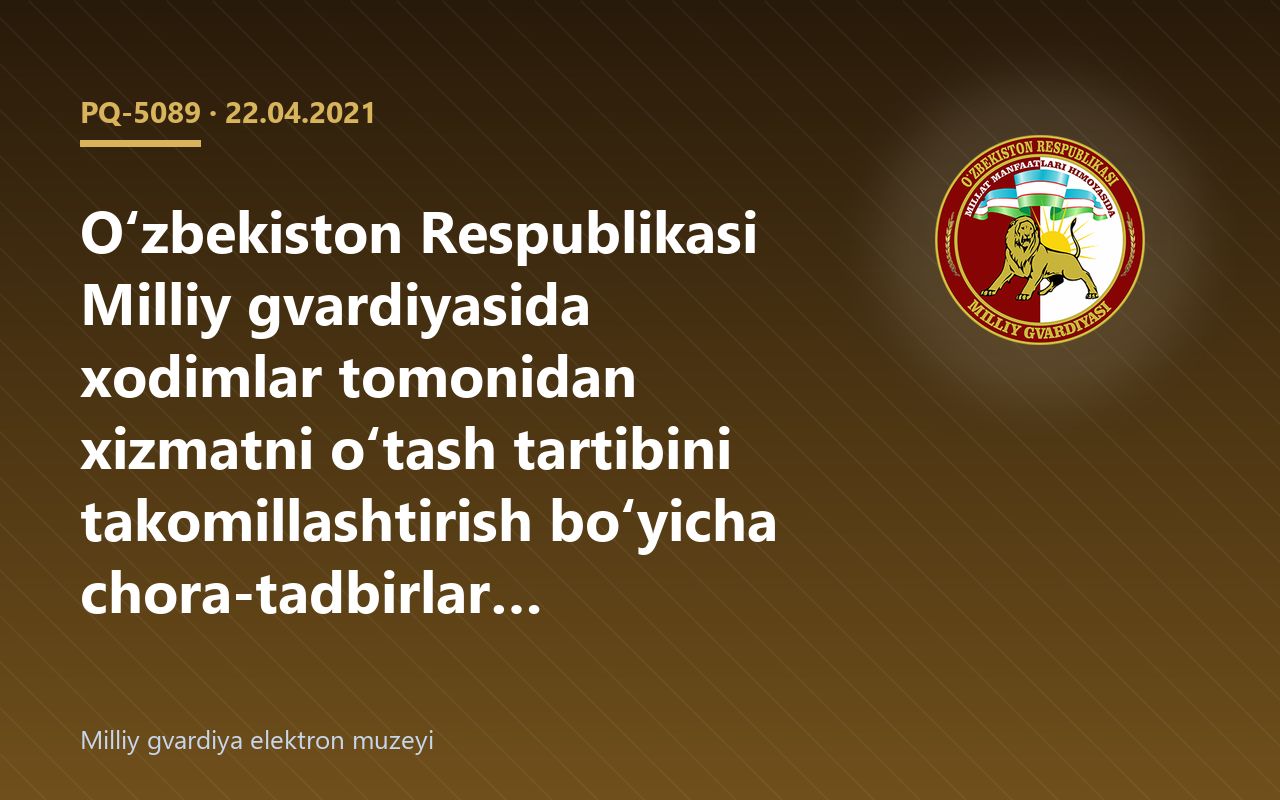 PQ-5089 · 22.04.2021
O‘zbekiston Respublikasi
Milliy gvardiyasida
xodimlar tomonidan
xizmatni o‘tash tartibini
takomillashtirish bo‘yicha
chora-tadbirlar…
O‘ZBEKISTON RESPUBLIKASI
MILLAT MANFAATLARI HIMOYASIDA
MILLIY GVARDIYASI
Milliy gvardiya elektron muzeyi